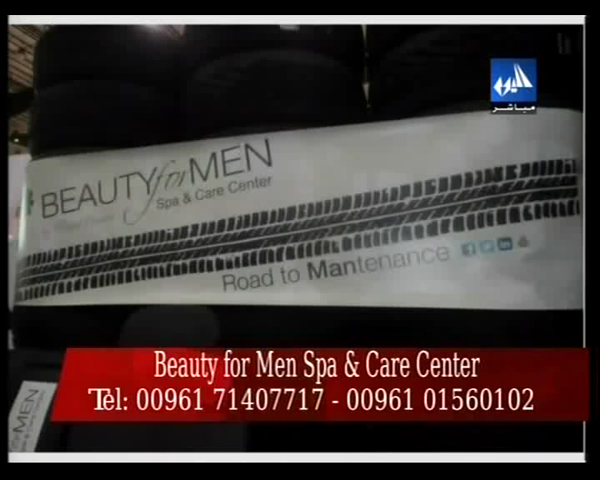 مباشر
BEAUTY for MEN
Spa & Care Center
Road to Mantenance
Beauty for Men Spa & Care Center
Tel: 00961 71407717 - 00961 01560102
MEN